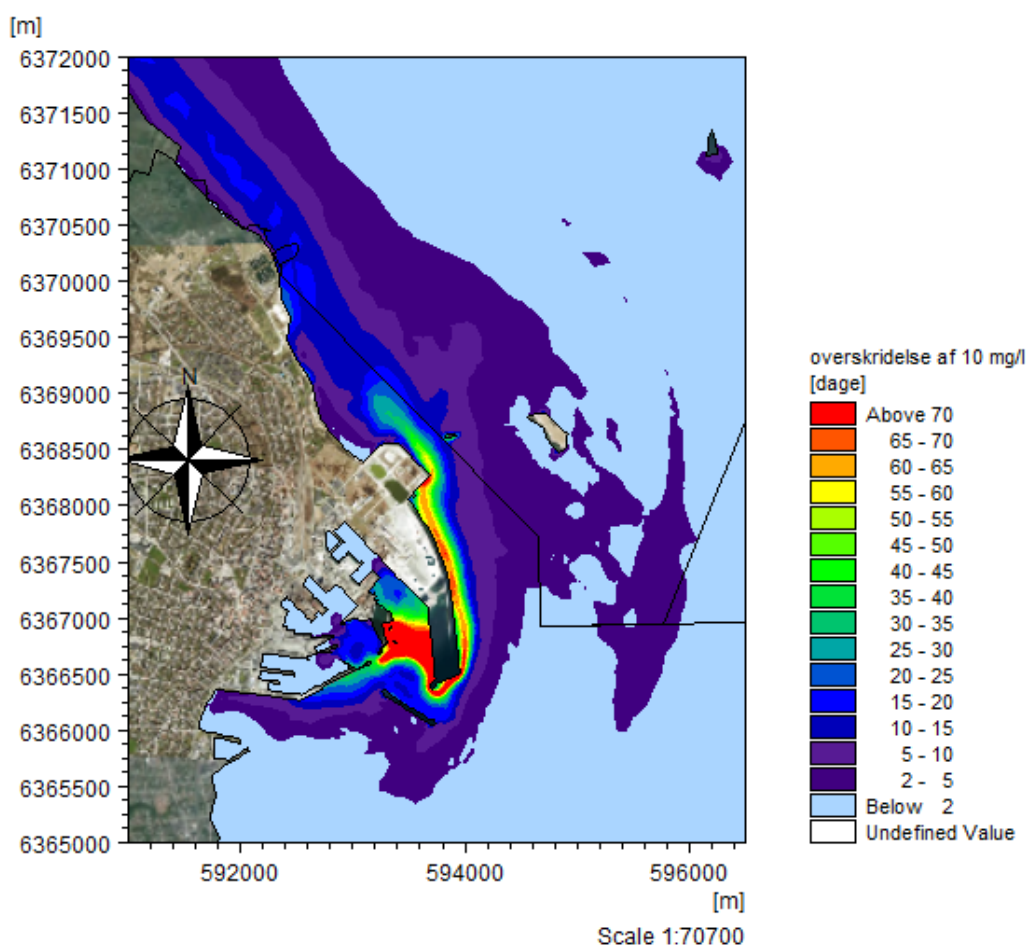 [m]
6372000
6371500
6371000
6370500
6370000
6369500
6369000
6368500
6368000
6367500
6367000
6366500
6366000
6365500
6365000
N
592000
594000
596000
[m]
Scale 1:70700
overskridelse af 10 mg/l
[dage]
Above 70
65 - 70
60 - 65
55 - 60
50 - 55
45 - 50
40 - 45
35 - 40
30 - 35
25 - 30
20 - 25
15 - 20
10 - 15
5 - 10
2 - 5
Below 2
Undefined Value